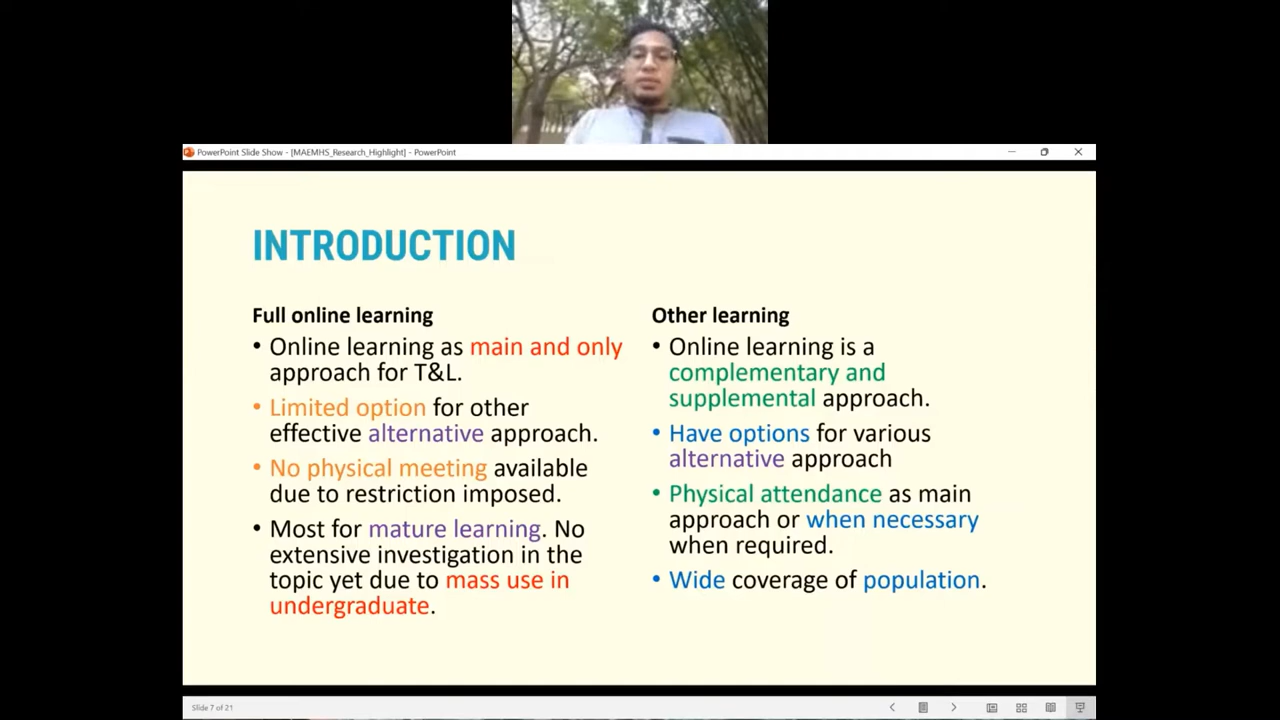 PowerPoint Slide Show - [MAEMHS_Research_Highlight] - PowerPoint
INTRODUCTION
Full online learning
• Online learning as main and only
approach for T&L.
• Limited option for other
effective alternative approach.
• No physical meeting available
due to restriction imposed.
• Most for mature learning. No
extensive investigation in the
topic yet due to mass use in
undergraduate.
Other learning
• Online learning is a
complementary and
supplemental approach.
• Have options for various
alternative approach
• Physical attendance as main
approach or when necessary
when required.
• Wide coverage of population.
Slide 7 of 21